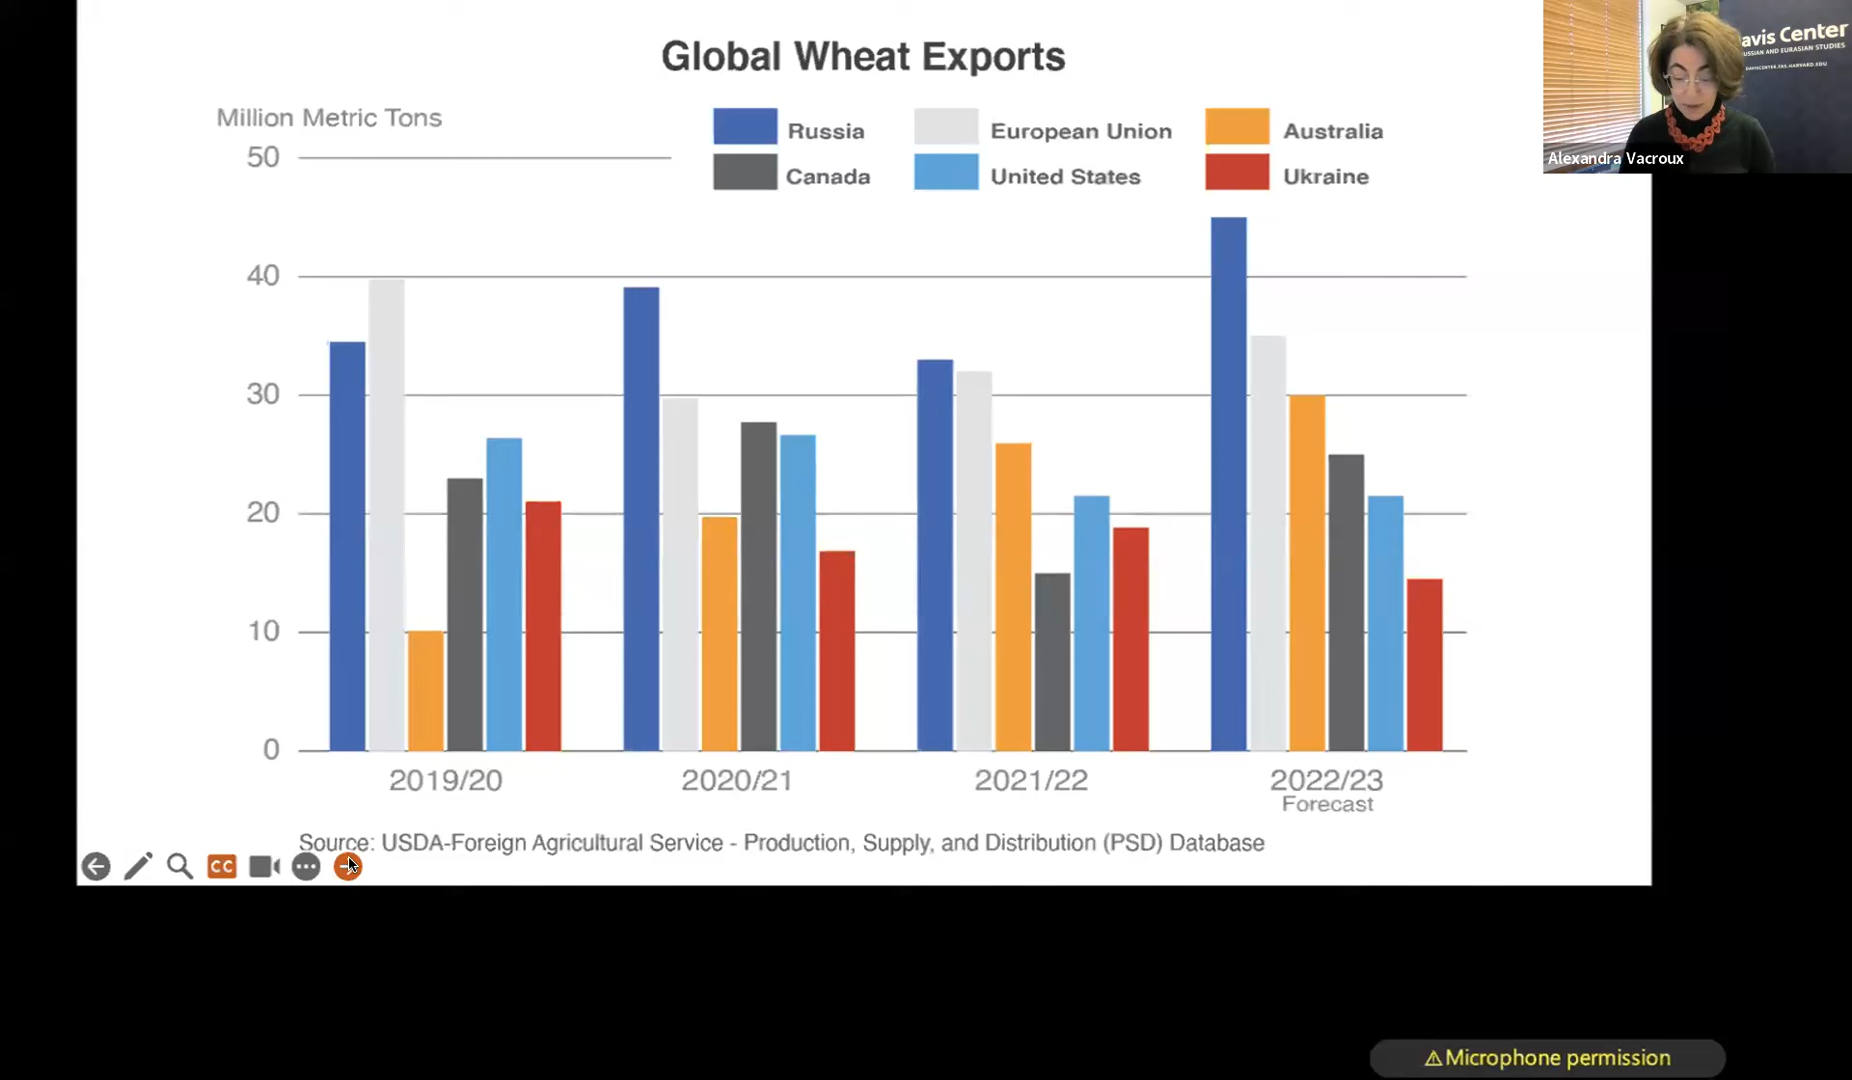 Global Wheat Exports
Million Metric Tons
Russia
European Union
Australia
Canada
United States
Ukraine
50
40
30
20
10
0
2019/20
2020/21
2021/22
2022/23
Forecast
Source: USDA-Foreign Agricultural Service - Production, Supply, and Distribution (PSD) Database
CC
avis Center
USSIAN AND EURASIAN STUDIES
DAVISCENTER.FAS.HARVARD.EDU
Alexandra Vacroux
Microphone permission